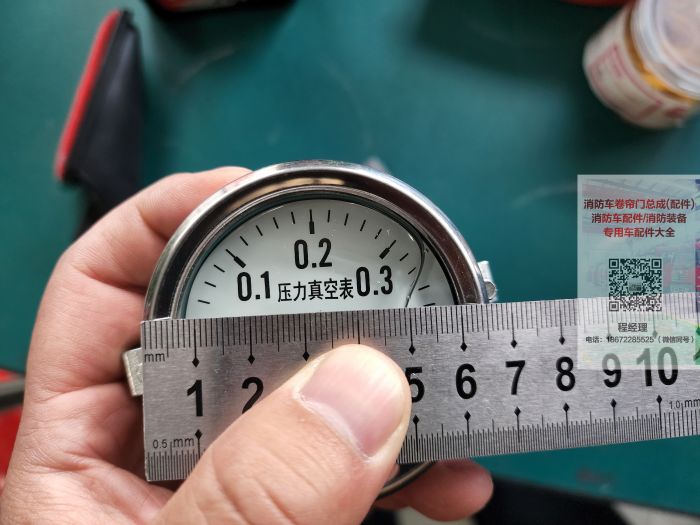 消防车卷帘门总成(配件)
消防车配件/消防装备
专用车配件大全
程经理
电话：18672285525（微信同号）
0.1 0.2 0.3
压力真空表
mm
1 2 5 6 7 8 9 10
0.5 mm
1.0 mm